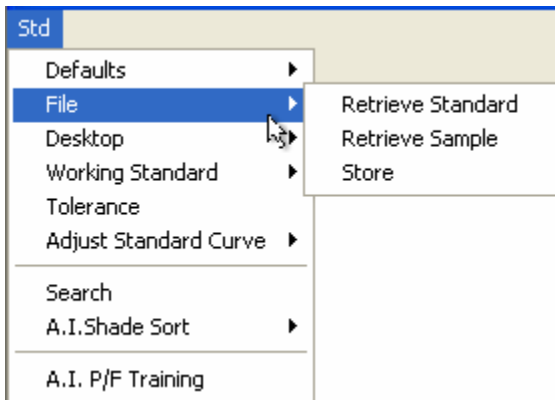 Std
Defaults
File
Desktop
Working Standard
Tolerance
Adjust Standard Curve
Search
A.I.Shade Sort
A.I. P/F Training
Retrieve Standard
Retrieve Sample
Store